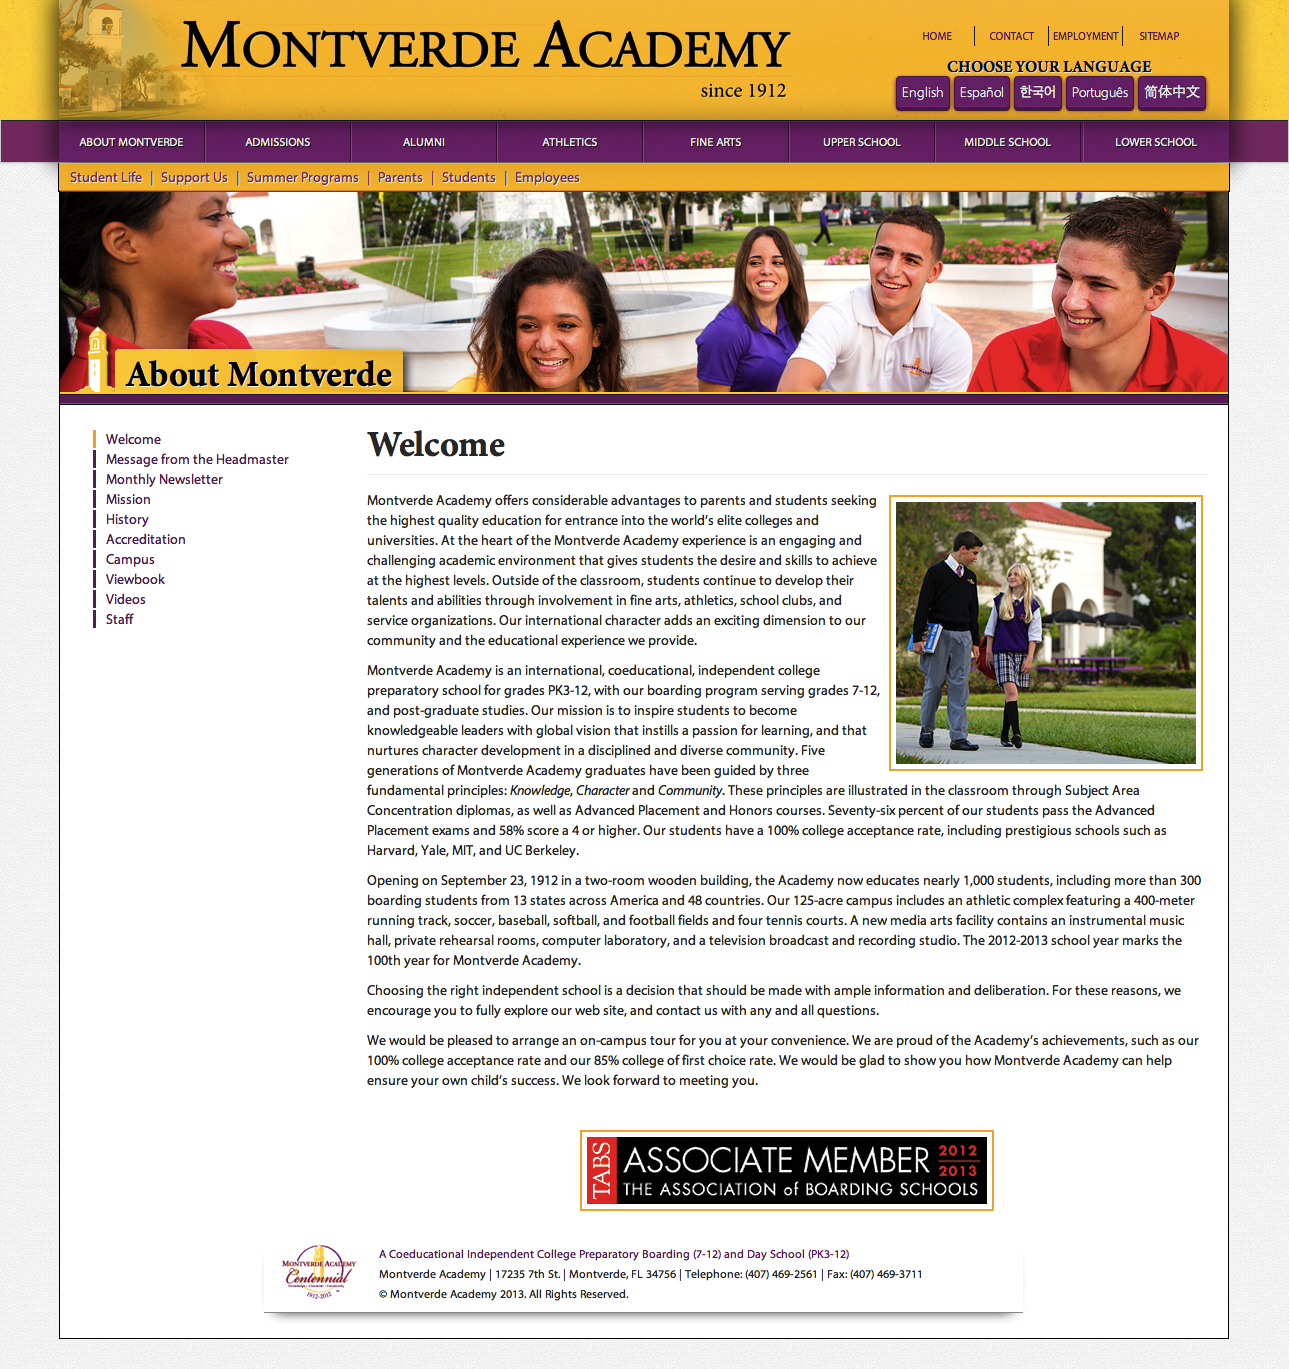 MONTVERDE ACADEMY
since 1912
HOME
CONTACT
EMPLOYMENT
SITEMAP
CHOOSE YOUR LANGUAGE
English
Español
한국어
Português
简体中文
ABOUT MONTVERDE
ADMISSIONS
ALUMNI
ATHLETICS
FINE ARTS
UPPER SCHOOL
MIDDLE SCHOOL
LOWER SCHOOL
Student Life | Support Us | Summer Programs | Parents | Students | Employees
About Montverde
Welcome
Message from the Headmaster
Monthly Newsletter
Mission
History
Accreditation
Campus
Viewbook
Videos
Staff
Welcome
Montverde Academy offers considerable advantages to parents and students seeking
the highest quality education for entrance into the world's elite colleges and
universities. At the heart of the Montverde Academy experience is an engaging and
challenging academic environment that gives students the desire and skills to achieve
at the highest levels. Outside of the classroom, students continue to develop their
talents and abilities through involvement in fine arts, athletics, school clubs, and
service organizations. Our international character adds an exciting dimension to our
community and the educational experience we provide.
Montverde Academy is an international, coeducational, independent college
preparatory school for grades PK3-12, with our boarding program serving grades 7-12,
and post-graduate studies. Our mission is to inspire students to become
knowledgeable leaders with global vision that instills a passion for learning, and that
nurtures character development in a disciplined and diverse community. Five
generations of Montverde Academy graduates have been guided by three
fundamental principles: Knowledge, Character and Community. These principles are illustrated in the classroom through Subject Area
Concentration diplomas, as well as Advanced Placement and Honors courses. Seventy-six percent of our students pass the Advanced
Placement exams and 58% score a 4 or higher. Our students have a 100% college acceptance rate, including prestigious schools such as
Harvard, Yale, MIT, and UC Berkeley.
Opening on September 23, 1912 in a two-room wooden building, the Academy now educates nearly 1,000 students, including more than 300
boarding students from 13 states across America and 48 countries. Our 125-acre campus includes an athletic complex featuring a 400-meter
running track, soccer, baseball, softball, and football fields and four tennis courts. A new media arts facility contains an instrumental music
hall, private rehearsal rooms, computer laboratory, and a television broadcast and recording studio. The 2012-2013 school year marks the
100th year for Montverde Academy.
Choosing the right independent school is a decision that should be made with ample information and deliberation. For these reasons, we
encourage you to fully explore our web site, and contact us with any and all questions.
We would be pleased to arrange an on-campus tour for you at your convenience. We are proud of the Academy's achievements, such as our
100% college acceptance rate and our 85% college of first choice rate. We would be glad to show you how Montverde Academy can help
ensure your own child's success. We look forward to meeting you.
TABS
ASSOCIATE MEMBER
2012
2013
THE ASSOCIATION of BOARDING SCHOOLS
MONTVERDE ACADEMY
Centennial
Knowledge · Character · Community
1912-2012
A Coeducational Independent College Preparatory Boarding (7-12) and Day School (PK3-12)
Montverde Academy | 17235 7th St. | Montverde, FL 34756 | Telephone: (407) 469-2561 | Fax: (407) 469-3711
© Montverde Academy 2013. All Rights Reserved.